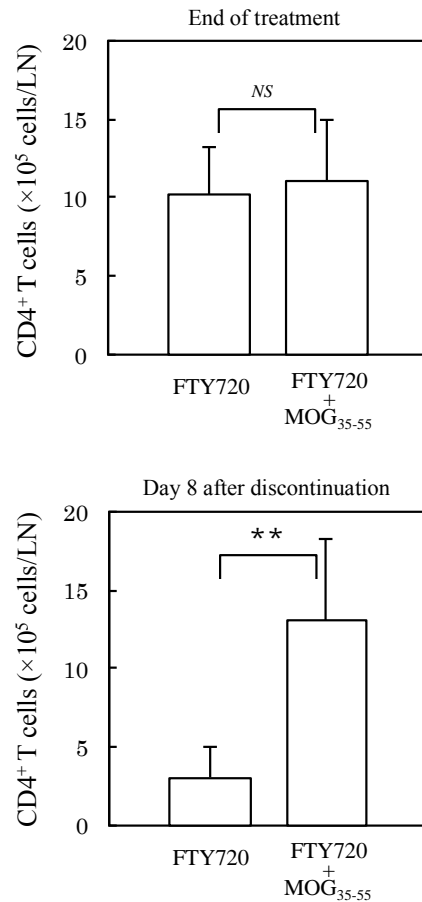 End of treatment
CD4⁺ T cells (×10⁵ cells/LN)
20
15
10
5
0
NS
FTY720
FTY720
+
MOG₃₅₋₅₅
Day 8 after discontinuation
CD4⁺ T cells (×10⁵ cells/LN)
20
15
10
5
0
**
FTY720
FTY720
+
MOG₃₅₋₅₅